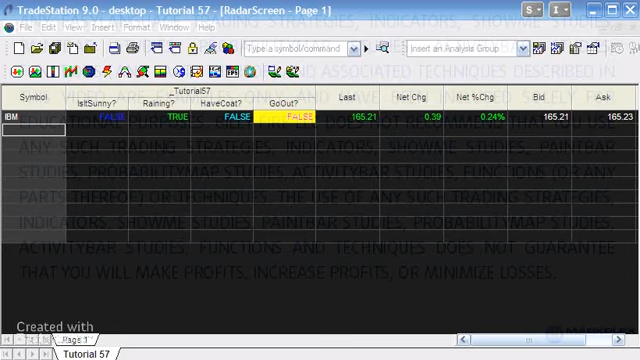 TradeStation 9.0 - desktop - Tutorial 57 - [RadarScreen - Page 1]
S
I
File Edit View Insert Format Window Help
Type a symbol/command
Insert an Analysis Group
ASSOCIATED TECHNIQUES DESCRIBED IN
Symbol _Tutorial57 Last Net Chg Net %Chg Bid Ask
IsItSunny? Raining? HaveCoat? GoOut?
IBM FALSE TRUE FALSE FALSE 165.21 0.39 0.24% 165.21 165.23
ANY SUCH TRADING STRATEGIES, INDICATORS, SHOWME STUDIES, PAINTBAR
STUDIES, PROBABILITYMAP STUDIES, ACTIVITYBAR STUDIES, FUNCTIONS (OR ANY
PARTS THEREOF) OR TECHNIQUES. THE USE OF ANY SUCH TRADING STRATEGIES,
INDICATORS, SHOWME STUDIES, PAINTBAR STUDIES, PROBABILITYMAP STUDIES,
ACTIVITYBAR STUDIES, FUNCTIONS AND TECHNIQUES DOES NOT GUARANTEE
THAT YOU WILL MAKE PROFITS, INCREASE PROFITS, OR MINIMIZE LOSSES.
Created with
Page 1
Tutorial 57